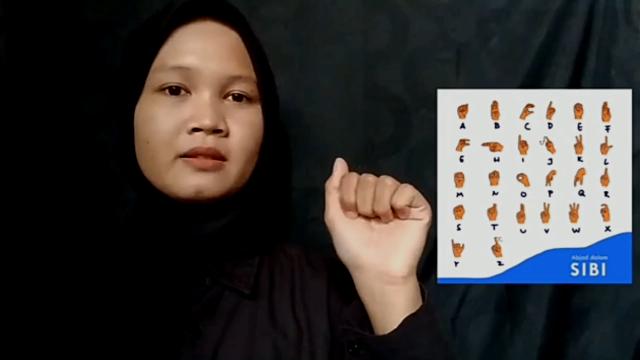 A B C D E F
G H I J K L
M N O P Q R
S T U V W X
Y Z
Abjad dalam
SIBI